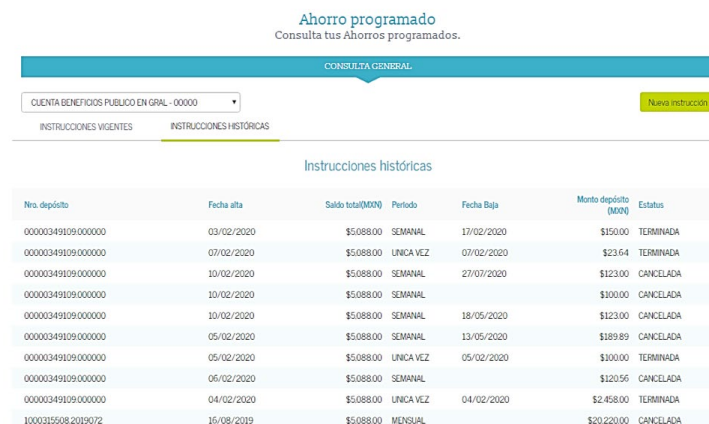 Ahorro programado
Consulta tus Ahorros programados.
CONSULTA GENERAL
CUENTA BENEFICIOS PUBLICO EN GRAL - 00000
Nueva instrucción
INSTRUCCIONES VIGENTES INSTRUCCIONES HISTÓRICAS
Instrucciones históricas
Nro. depósito Fecha alta Saldo total(MXN) Periodo Fecha Baja Monto depósito (MXN) Estatus
00000349109.000000 03/02/2020 $5.088.00 SEMANAL 17/02/2020 $150.00 TERMINADA
00000349109.000000 07/02/2020 $5.088.00 UNICA VEZ 07/02/2020 $23.64 TERMINADA
00000349109.000000 10/02/2020 $5.088.00 SEMANAL 27/07/2020 $123.00 CANCELADA
00000349109.000000 10/02/2020 $5.088.00 SEMANAL $100.00 CANCELADA
00000349109.000000 10/02/2020 $5.088.00 SEMANAL 18/05/2020 $123.00 CANCELADA
00000349109.000000 05/02/2020 $5.088.00 SEMANAL 13/05/2020 $189.89 CANCELADA
00000349109.000000 05/02/2020 $5.088.00 UNICA VEZ 05/02/2020 $100.00 TERMINADA
00000349109.000000 06/02/2020 $5.088.00 SEMANAL $120.56 CANCELADA
00000349109.000000 04/02/2020 $5.088.00 UNICA VEZ 04/02/2020 $2.458.00 TERMINADA
1000315508.2019072 16/08/2019 $5.088.00 MENSUAL $20.220.00 CANCELADA